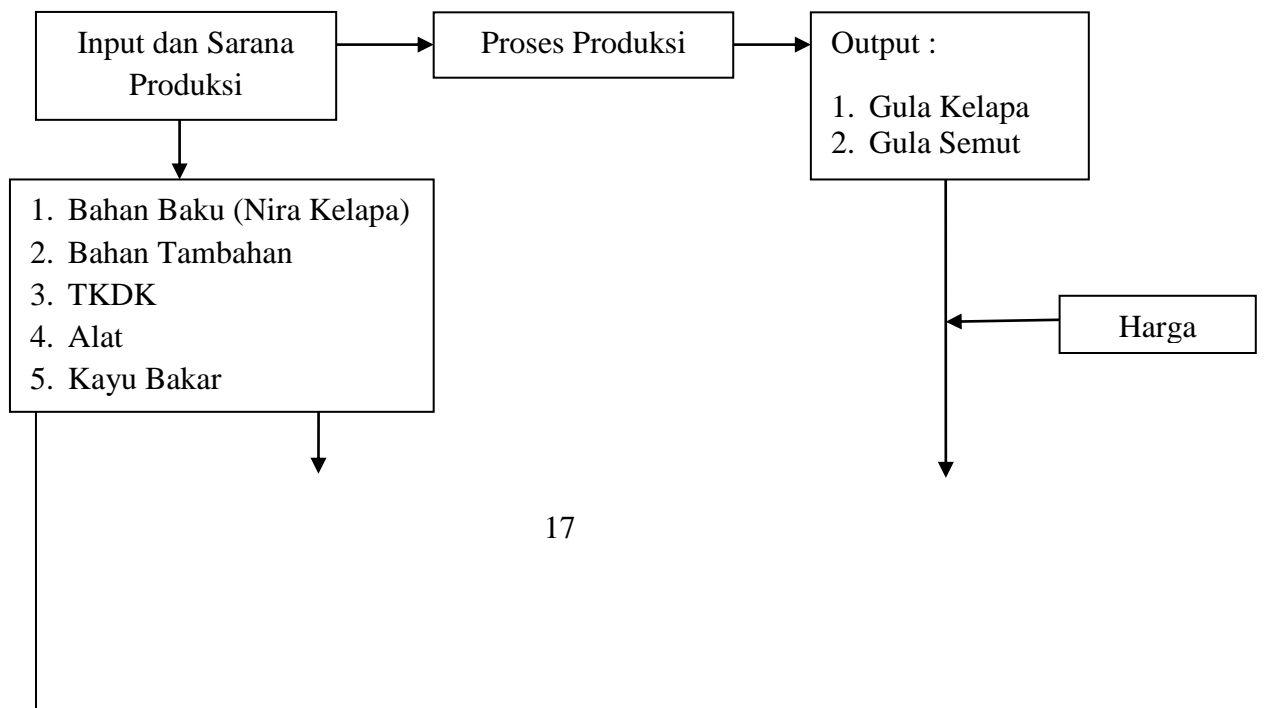 Input dan Sarana
Produksi
Proses Produksi
Output :
1. Gula Kelapa
2. Gula Semut
1. Bahan Baku (Nira Kelapa)
2. Bahan Tambahan
3. TKDK
4. Alat
5. Kayu Bakar
Harga
17